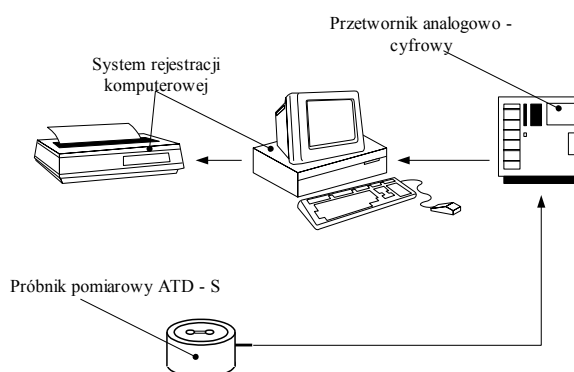 Przetwornik analogowo -
cyfrowy
System rejestracji
komputerowej
Próbnik pomiarowy ATD - S